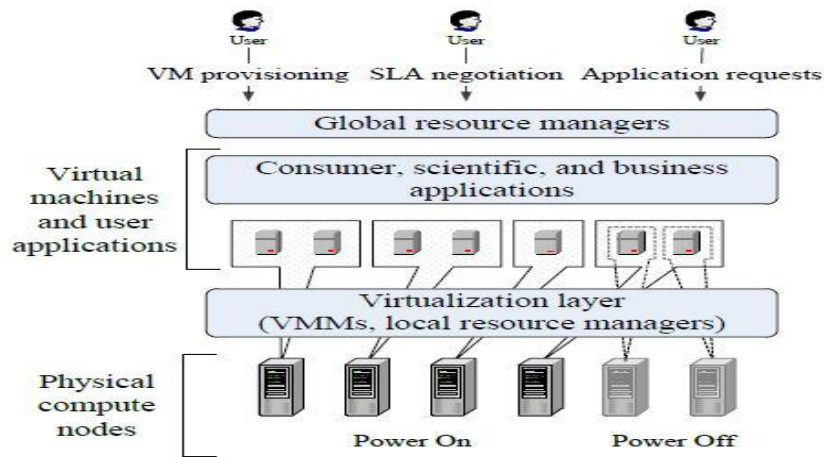 User
User
User
VM provisioning
SLA negotiation
Application requests
Global resource managers
Virtual
machines
and user
applications
Consumer, scientific, and business
applications
Virtualization layer
(VMMs, local resource managers)
Physical
compute
nodes
Power On
Power Off